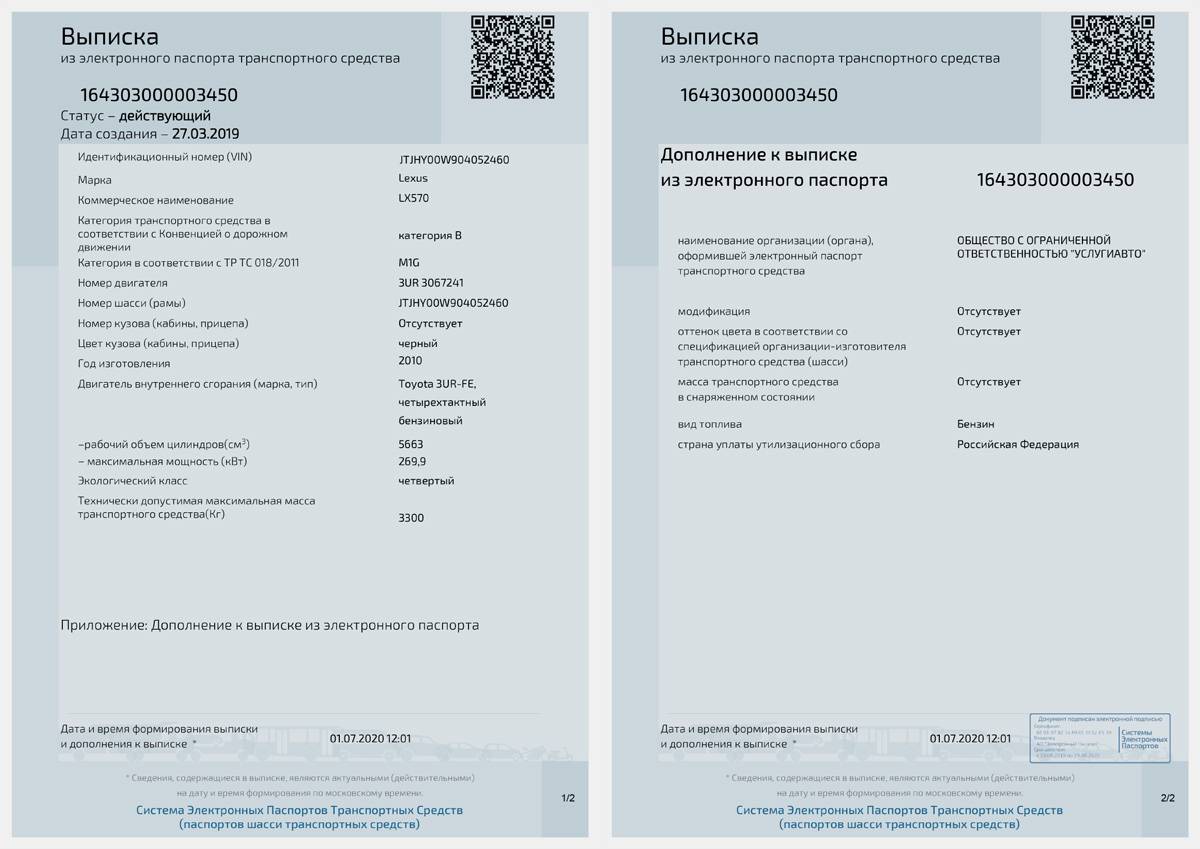 Выписка
из электронного паспорта транспортного средства
164303000003450
Статус – действующий
Дата создания – 27.03.2019
Идентификационный номер (VIN) JTJHY00W904052460
Марка Lexus
Коммерческое наименование LX570
Категория транспортного средства в
соответствии с Конвенцией о дорожном
движении категория B
Категория в соответствии с ТР ТС 018/2011 M1G
Номер двигателя 3UR 3067241
Номер шасси (рамы) JTJHY00W904052460
Номер кузова (кабины, прицепа) Отсутствует
Цвет кузова (кабины, прицепа) черный
Год изготовления 2010
Двигатель внутреннего сгорания (марка, тип) Toyota 3UR-FE,
четырехтактный
бензиновый
–рабочий объем цилиндров(см³) 5663
– максимальная мощность (кВт) 269,9
Экологический класс четвертый
Технически допустимая максимальная масса
транспортного средства(Кг) 3300
Приложение: Дополнение к выписке из электронного паспорта
Дата и время формирования выписки
и дополнения к выписке * 01.07.2020 12:01
* Сведения, содержащиеся в выписке, являются актуальными (действительными)
на дату и время формирования по московскому времени.
1/2
Система Электронных Паспортов Транспортных Средств
(паспортов шасси транспортных средств)
Выписка
из электронного паспорта транспортного средства
164303000003450
Дополнение к выписке
из электронного паспорта 164303000003450
наименование организации (органа), ОБЩЕСТВО С ОГРАНИЧЕННОЙ
оформившей электронный паспорт ОТВЕТСТВЕННОСТЬЮ "УСЛУГИАВТО"
транспортного средства
модификация Отсутствует
оттенок цвета в соответствии со Отсутствует
спецификацией организации-изготовителя
транспортного средства (шасси)
масса транспортного средства Отсутствует
в снаряженном состоянии
вид топлива Бензин
страна уплаты утилизационного сбора Российская Федерация
Дата и время формирования выписки
и дополнения к выписке * 01.07.2020 12:01
Документ подписан электронной подписью
Системы
Электронных
Паспортов
* Сведения, содержащиеся в выписке, являются актуальными (действительными)
на дату и время формирования по московскому времени.
2/2
Система Электронных Паспортов Транспортных Средств
(паспортов шасси транспортных средств)